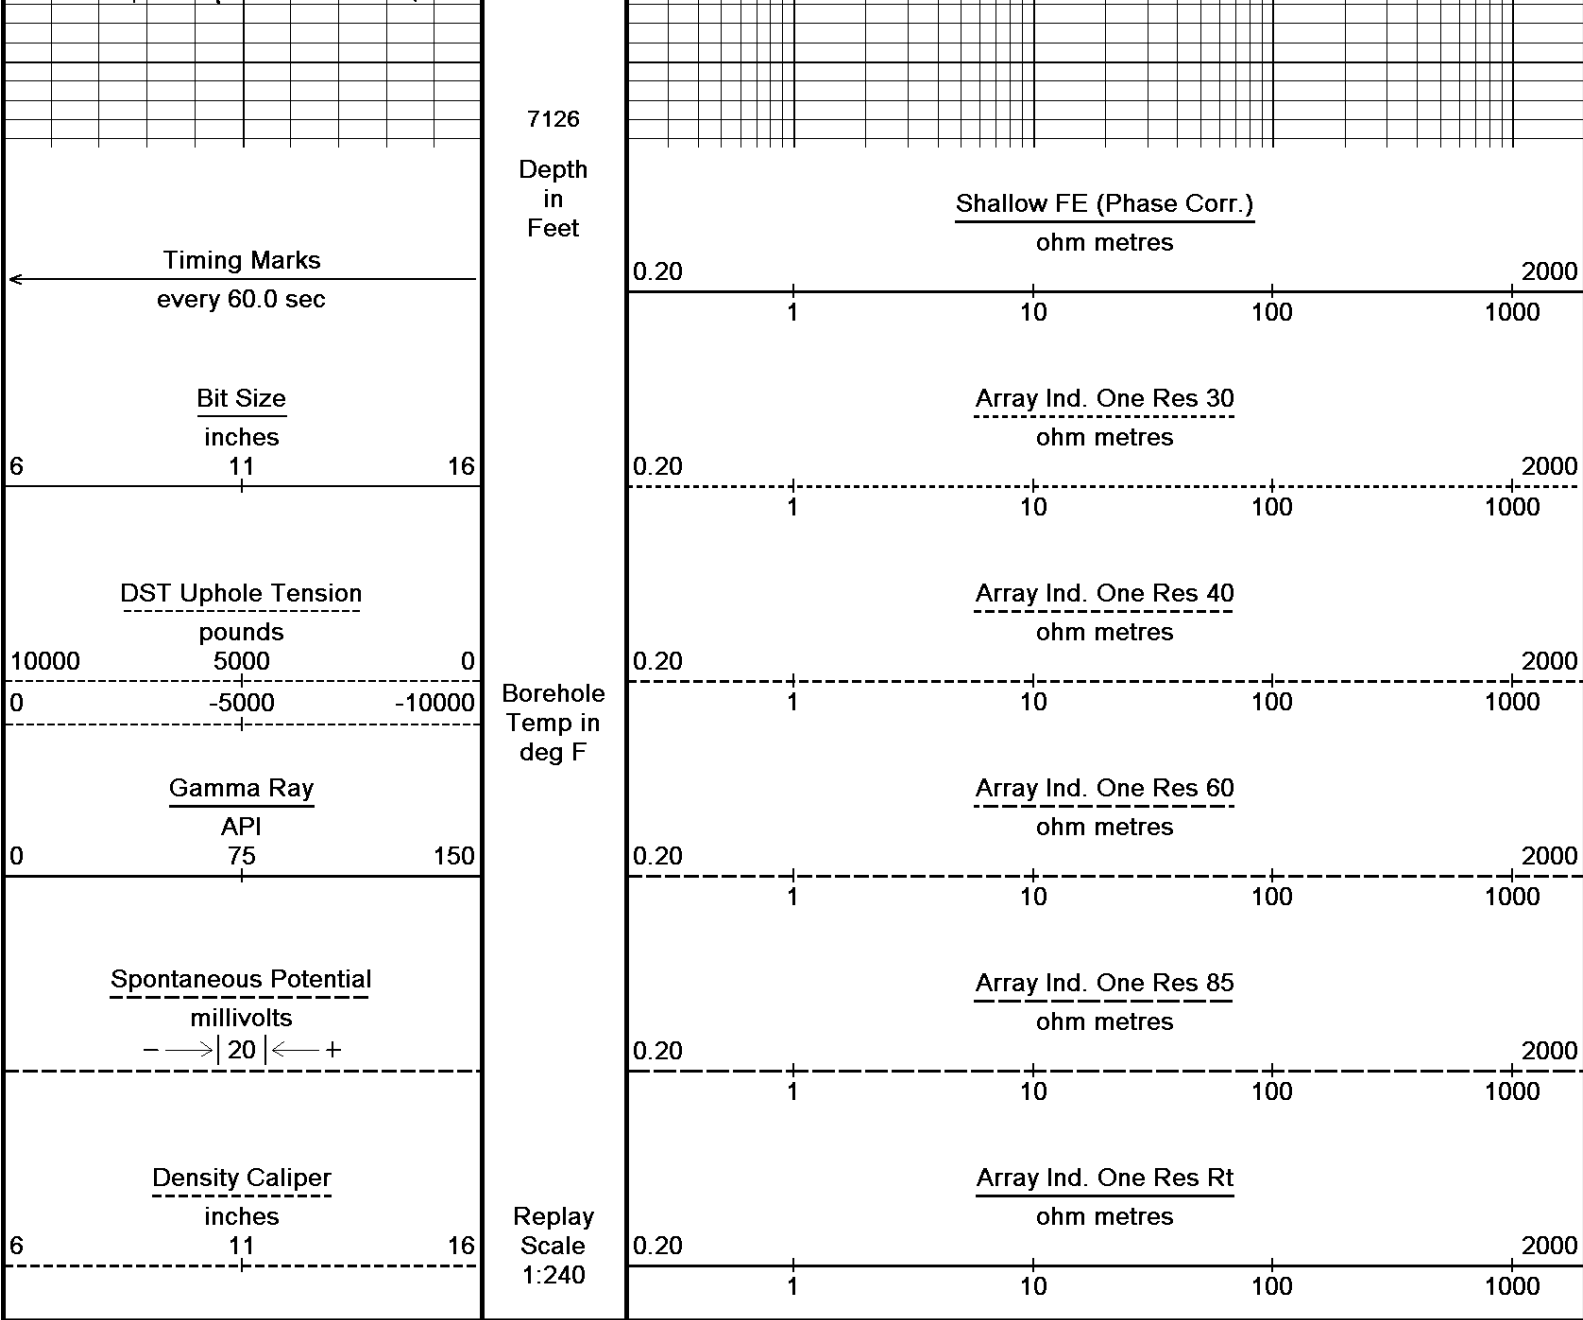 7126
Depth
in
Feet
Timing Marks
every 60.0 sec
Bit Size
inches
6 11 16
DST Uphole Tension
pounds
10000 5000 0
0 -5000 -10000
Gamma Ray
API
0 75 150
Spontaneous Potential
millivolts
− 20 +
Density Caliper
inches
6 11 16
Borehole
Temp in
deg F
Replay
Scale
1:240
Shallow FE (Phase Corr.)
ohm metres
0.20 2000
1 10 100 1000
Array Ind. One Res 30
ohm metres
0.20 2000
1 10 100 1000
Array Ind. One Res 40
ohm metres
0.20 2000
1 10 100 1000
Array Ind. One Res 60
ohm metres
0.20 2000
1 10 100 1000
Array Ind. One Res 85
ohm metres
0.20 2000
1 10 100 1000
Array Ind. One Res Rt
ohm metres
0.20 2000
1 10 100 1000